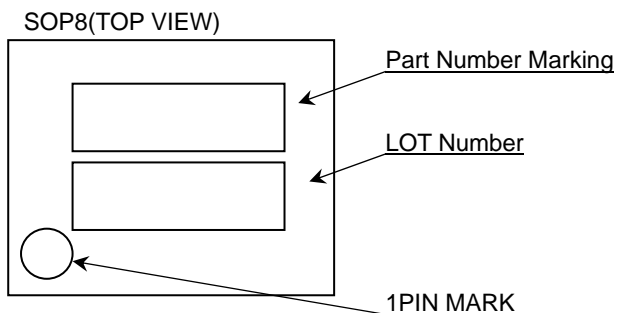 SOP8(TOP VIEW)
Part Number Marking
LOT Number
1PIN MARK